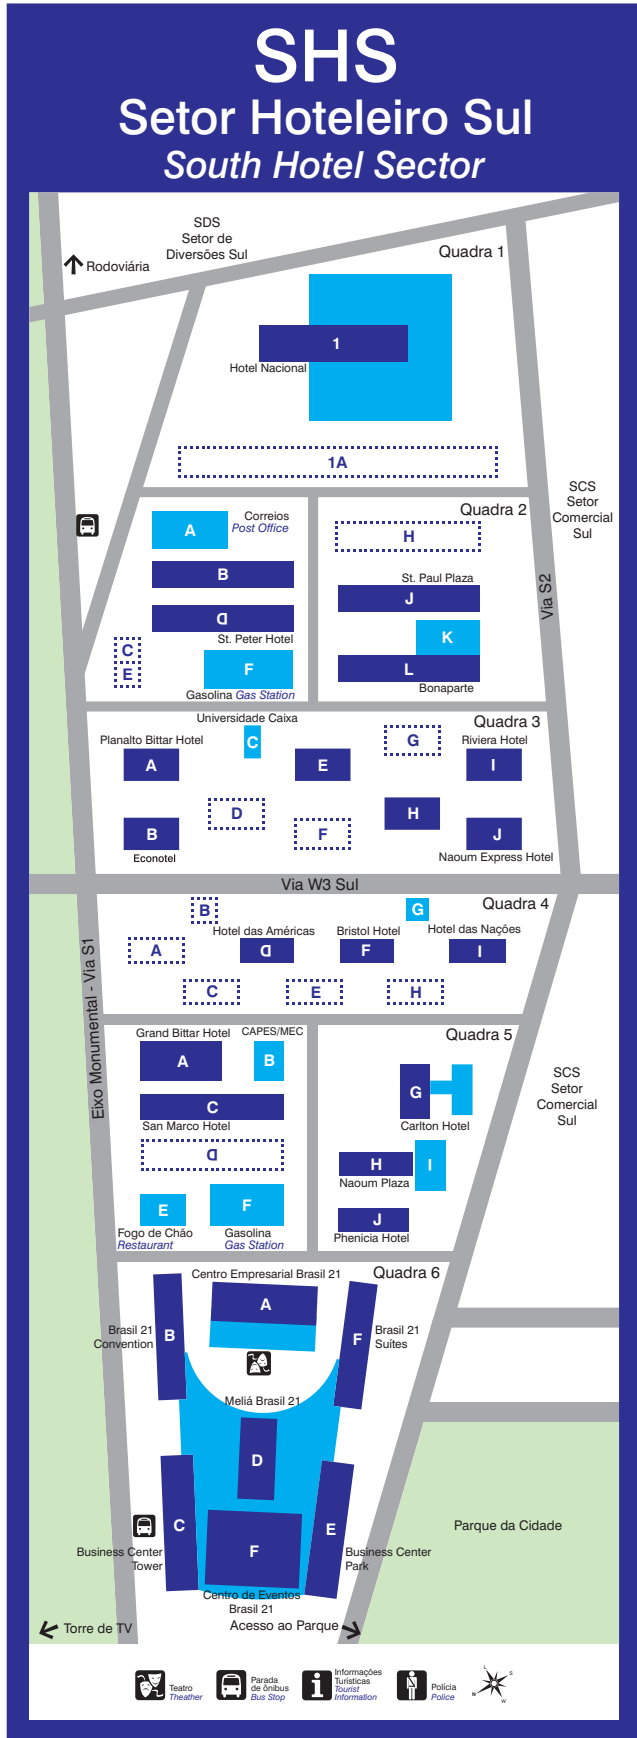 SHS
Setor Hoteleiro Sul
South Hotel Sector
SDS
Setor de
Diversões Sul
Rodoviária
Quadra 1
1
Hotel Nacional
1A
SCS
Setor
Comercial
Sul
Via S2
Quadra 2
A
Correios
Post Office
B
D
St. Peter Hotel
C
E
F
Gasolina Gas Station
H
St. Paul Plaza
J
K
L
Bonaparte
Quadra 3
Universidade Caixa
C
Planalto Bittar Hotel
A
E
G
Riviera Hotel
I
D
F
H
B
Econotel
J
Naoum Express Hotel
Via W3 Sul
Eixo Monumental - Via S1
Quadra 4
B
G
A
Hotel das Américas
D
Bristol Hotel
F
Hotel das Nações
I
C
E
H
Quadra 5
Grand Bittar Hotel
A
CAPES/MEC
B
C
San Marco Hotel
D
E
Fogo de Chão
Restaurant
F
Gasolina
Gas Station
G
Carlton Hotel
H
Naoum Plaza
I
J
Phenicia Hotel
SCS
Setor
Comercial
Sul
Quadra 6
Centro Empresarial Brasil 21
A
B
Brasil 21
Convention
F
Brasil 21
Suítes
Meliá Brasil 21
D
C
Business Center
Tower
F
Centro de Eventos
Brasil 21
E
Business Center
Park
Parque da Cidade
Torre de TV
Acesso ao Parque
Teatro
Theather
Parada
de ônibus
Bus Stop
Informações
Turísticas
Tourist
Information
Polícia
Police
L
S
N
W